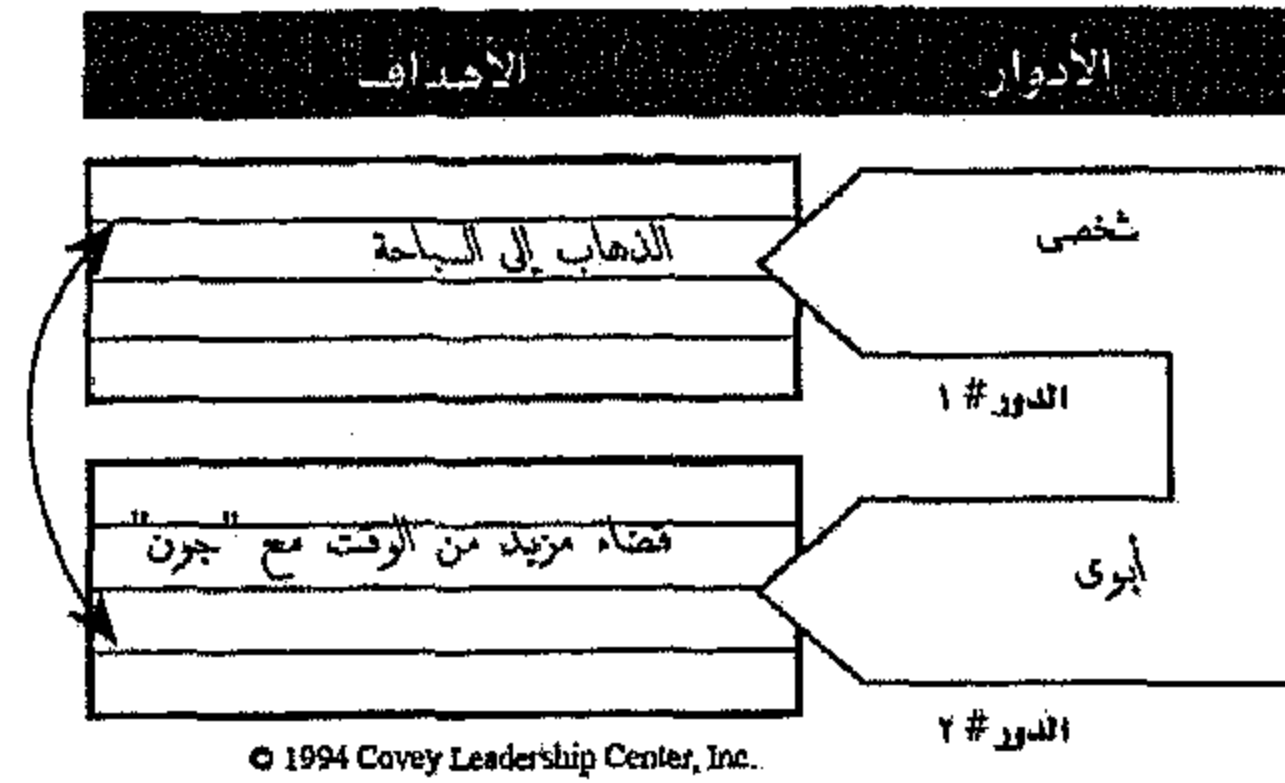 الأدوار
الأهداف
شخصى
الذهاب إلى السباحة
الدور # ١
أبوى
قضاء مزيد من الوقت مع "جون"
الدور # ٢
© 1994 Covey Leadership Center, Inc.